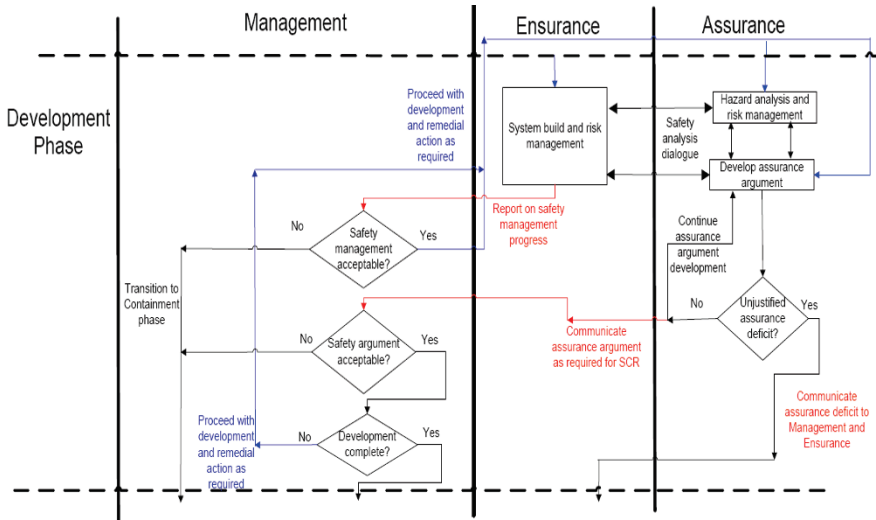 Management
Ensurance
Assurance
Development
Phase
Proceed with
development
and remedial
action as
required
System build and risk
management
Safety
analysis
dialogue
Hazard analysis and
risk management
Develop assurance
argument
Report on safety
management
progress
No
Safety
management
acceptable?
Yes
Continue
assurance
argument
development
Transition to
Containment
phase
No
Unjustified
assurance
deficit?
Yes
No
Safety argument
acceptable?
Yes
Communicate
assurance argument
as required for SCR
Communicate
assurance deficit to
Management and
Ensurance
Proceed with
development
and remedial
action as
required
No
Development
complete?
Yes